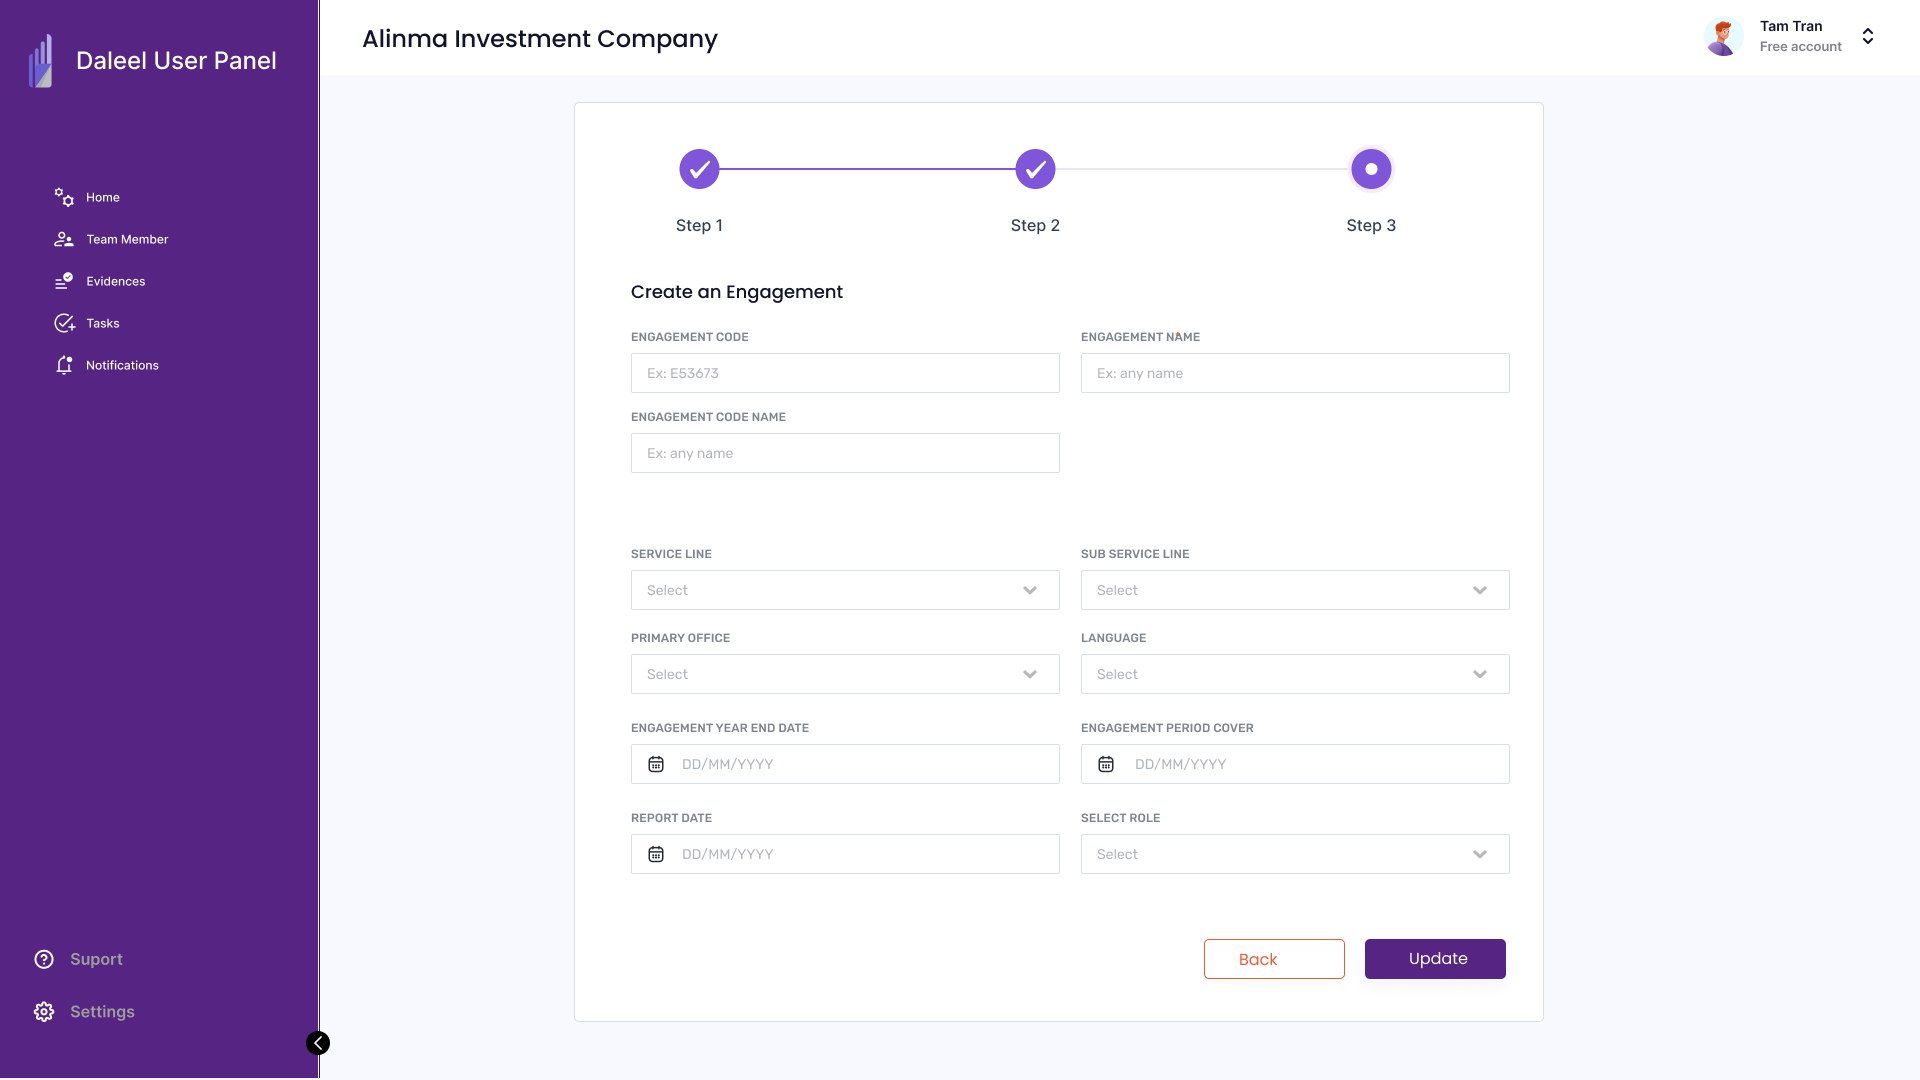 Daleel User Panel
Home
Team Member
Evidences
Tasks
Notifications
Suport
Settings
Alinma Investment Company
Tam Tran
Free account
Step 1
Step 2
Step 3
Create an Engagement
ENGAGEMENT CODE
Ex: E53673
ENGAGEMENT NAME
Ex: any name
ENGAGEMENT CODE NAME
Ex: any name
SERVICE LINE
Select
SUB SERVICE LINE
Select
PRIMARY OFFICE
Select
LANGUAGE
Select
ENGAGEMENT YEAR END DATE
DD/MM/YYYY
ENGAGEMENT PERIOD COVER
DD/MM/YYYY
REPORT DATE
DD/MM/YYYY
SELECT ROLE
Select
Back
Update